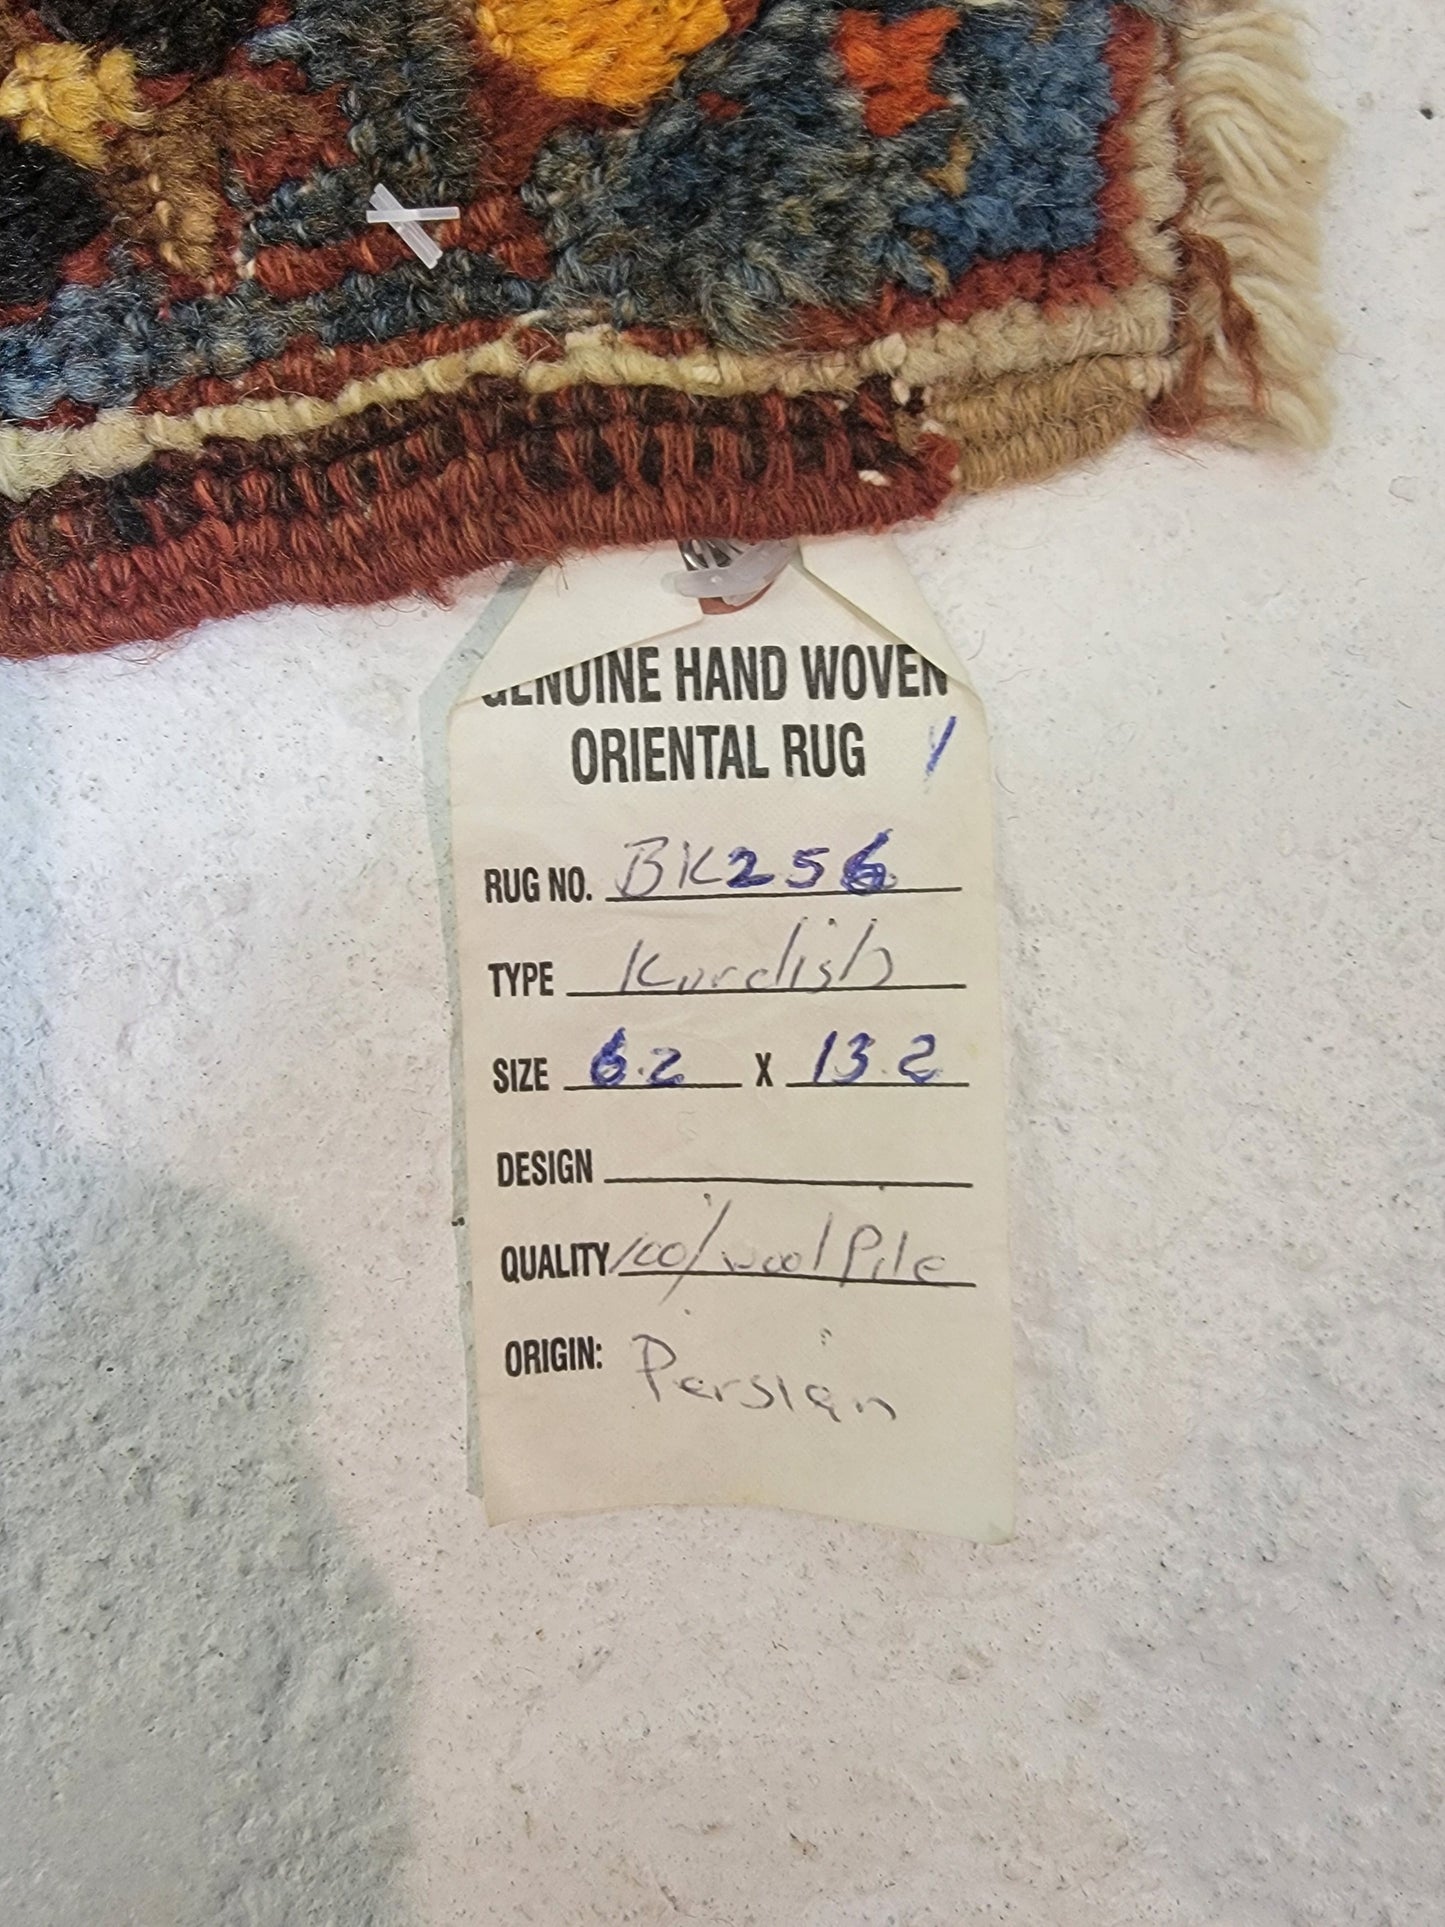 GENUINE HAND WOVEN
ORIENTAL RUG
RUG NO. BK256
TYPE Kurdish
SIZE 6.2 X 13.2
DESIGN
QUALITY 100% wool Pile
ORIGIN: Persian